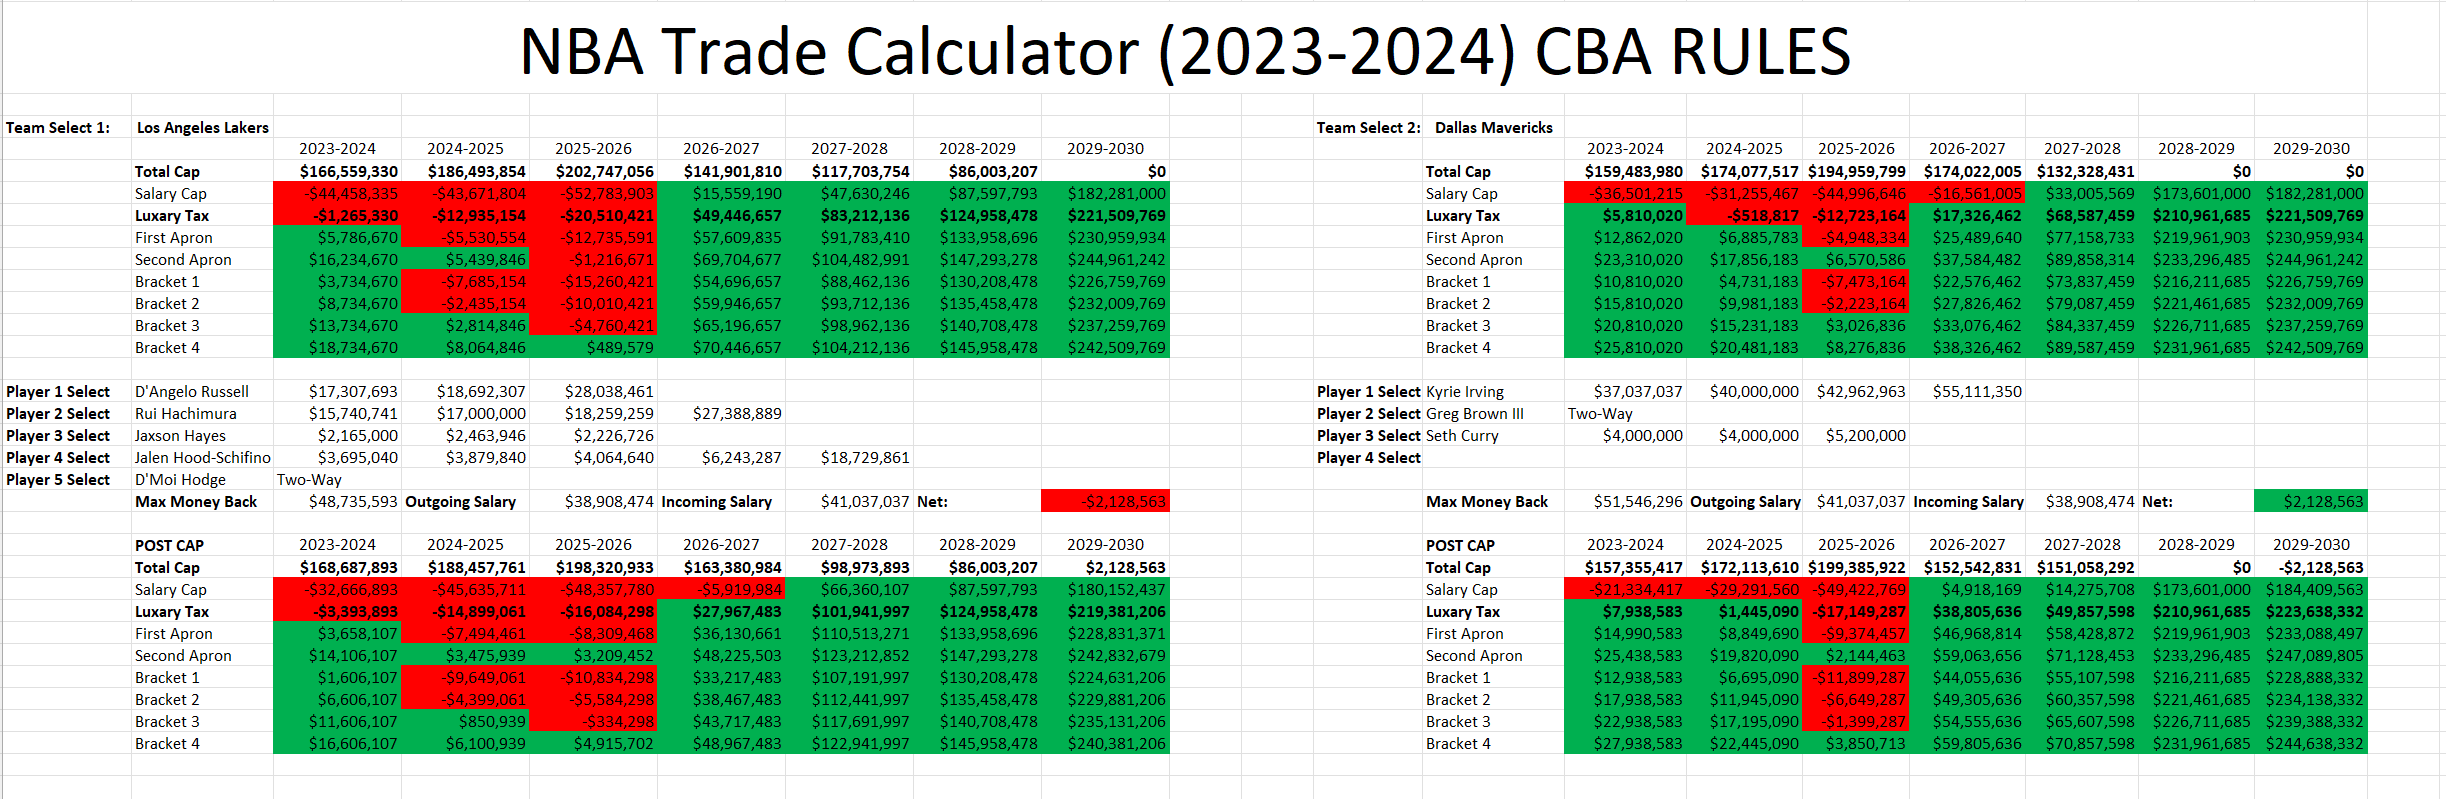 NBA Trade Calculator (2023-2024) CBA RULES
Team Select 1: Los Angeles Lakers Team Select 2: Dallas Mavericks
2023-2024 2024-2025 2025-2026 2026-2027 2027-2028 2028-2029 2029-2030 2023-2024 2024-2025 2025-2026 2026-2027 2027-2028 2028-2029 2029-2030
Total Cap $166,559,330 $186,493,854 $202,747,056 $141,901,810 $117,703,754 $86,003,207 $0 Total Cap $159,483,980 $174,077,517 $194,959,799 $174,022,005 $132,328,431 $0 $0
Salary Cap -$44,458,335 -$43,671,804 -$52,783,903 $15,559,190 $47,630,246 $87,597,793 $182,281,000 Salary Cap -$36,501,215 -$31,255,467 -$44,996,646 -$16,561,005 $33,005,569 $173,601,000 $182,281,000
Luxary Tax -$1,265,330 -$12,935,154 -$20,510,421 $49,446,657 $83,212,136 $124,958,478 $221,509,769 Luxary Tax $5,810,020 -$518,817 -$12,723,164 $17,326,462 $68,587,459 $210,961,685 $221,509,769
First Apron $5,786,670 -$5,530,554 -$12,735,591 $57,609,835 $91,783,410 $133,958,696 $230,959,934 First Apron $12,862,020 $6,885,783 -$4,948,334 $25,489,640 $77,158,733 $219,961,903 $230,959,934
Second Apron $16,234,670 $5,439,846 -$1,216,671 $69,704,677 $104,482,991 $147,293,278 $244,961,242 Second Apron $23,310,020 $17,856,183 $6,570,586 $37,584,482 $89,858,314 $233,296,485 $244,961,242
Bracket 1 $3,734,670 -$7,685,154 -$15,260,421 $54,696,657 $88,462,136 $130,208,478 $226,759,769 Bracket 1 $10,810,020 $4,731,183 -$7,473,164 $22,576,462 $73,837,459 $216,211,685 $226,759,769
Bracket 2 $8,734,670 -$2,435,154 -$10,010,421 $59,946,657 $93,712,136 $135,458,478 $232,009,769 Bracket 2 $15,810,020 $9,981,183 -$2,223,164 $27,826,462 $79,087,459 $221,461,685 $232,009,769
Bracket 3 $13,734,670 $2,814,846 -$4,760,421 $65,196,657 $98,962,136 $140,708,478 $237,259,769 Bracket 3 $20,810,020 $15,231,183 $3,026,836 $33,076,462 $84,337,459 $226,711,685 $237,259,769
Bracket 4 $18,734,670 $8,064,846 $489,579 $70,446,657 $104,212,136 $145,958,478 $242,509,769 Bracket 4 $25,810,020 $20,481,183 $8,276,836 $38,326,462 $89,587,459 $231,961,685 $242,509,769
Player 1 Select D'Angelo Russell $17,307,693 $18,692,307 $28,038,461 Player 1 Select Kyrie Irving $37,037,037 $40,000,000 $42,962,963 $55,111,350
Player 2 Select Rui Hachimura $15,740,741 $17,000,000 $18,259,259 $27,388,889 Player 2 Select Greg Brown III Two-Way
Player 3 Select Jaxson Hayes $2,165,000 $2,463,946 $2,226,726 Player 3 Select Seth Curry $4,000,000 $4,000,000 $5,200,000
Player 4 Select Jalen Hood-Schifino $3,695,040 $3,879,840 $4,064,640 $6,243,287 $18,729,861 Player 4 Select
Player 5 Select D'Moi Hodge Two-Way
Max Money Back $48,735,593 Outgoing Salary $38,908,474 Incoming Salary $41,037,037 Net: -$2,128,563 Max Money Back $51,546,296 Outgoing Salary $41,037,037 Incoming Salary $38,908,474 Net: $2,128,563
POST CAP 2023-2024 2024-2025 2025-2026 2026-2027 2027-2028 2028-2029 2029-2030 POST CAP 2023-2024 2024-2025 2025-2026 2026-2027 2027-2028 2028-2029 2029-2030
Total Cap $168,687,893 $188,457,761 $198,320,933 $163,380,984 $98,973,893 $86,003,207 $2,128,563 Total Cap $157,355,417 $172,113,610 $199,385,922 $152,542,831 $151,058,292 $0 -$2,128,563
Salary Cap -$32,666,893 -$45,635,711 -$48,357,780 -$5,919,984 $66,360,107 $87,597,793 $180,152,437 Salary Cap -$21,334,417 -$29,291,560 -$49,422,769 $4,918,169 $14,275,708 $173,601,000 $184,409,563
Luxary Tax -$3,393,893 -$14,899,061 -$16,084,298 $27,967,483 $101,941,997 $124,958,478 $219,381,206 Luxary Tax $7,938,583 $1,445,090 -$17,149,287 $38,805,636 $49,857,598 $210,961,685 $223,638,332
First Apron $3,658,107 -$7,494,461 -$8,309,468 $36,130,661 $110,513,271 $133,958,696 $228,831,371 First Apron $14,990,583 $8,849,690 -$9,374,457 $46,968,814 $58,428,872 $219,961,903 $233,088,497
Second Apron $14,106,107 $3,475,939 $3,209,452 $48,225,503 $123,212,852 $147,293,278 $242,832,679 Second Apron $25,438,583 $19,820,090 $2,144,463 $59,063,656 $71,128,453 $233,296,485 $247,089,805
Bracket 1 $1,606,107 -$9,649,061 -$10,834,298 $33,217,483 $107,191,997 $130,208,478 $224,631,206 Bracket 1 $12,938,583 $6,695,090 -$11,899,287 $44,055,636 $55,107,598 $216,211,685 $228,888,332
Bracket 2 $6,606,107 -$4,399,061 -$5,584,298 $38,467,483 $112,441,997 $135,458,478 $229,881,206 Bracket 2 $17,938,583 $11,945,090 -$6,649,287 $49,305,636 $60,357,598 $221,461,685 $234,138,332
Bracket 3 $11,606,107 $850,939 -$334,298 $43,717,483 $117,691,997 $140,708,478 $235,131,206 Bracket 3 $22,938,583 $17,195,090 -$1,399,287 $54,555,636 $65,607,598 $226,711,685 $239,388,332
Bracket 4 $16,606,107 $6,100,939 $4,915,702 $48,967,483 $122,941,997 $145,958,478 $240,381,206 Bracket 4 $27,938,583 $22,445,090 $3,850,713 $59,805,636 $70,857,598 $231,961,685 $244,638,332